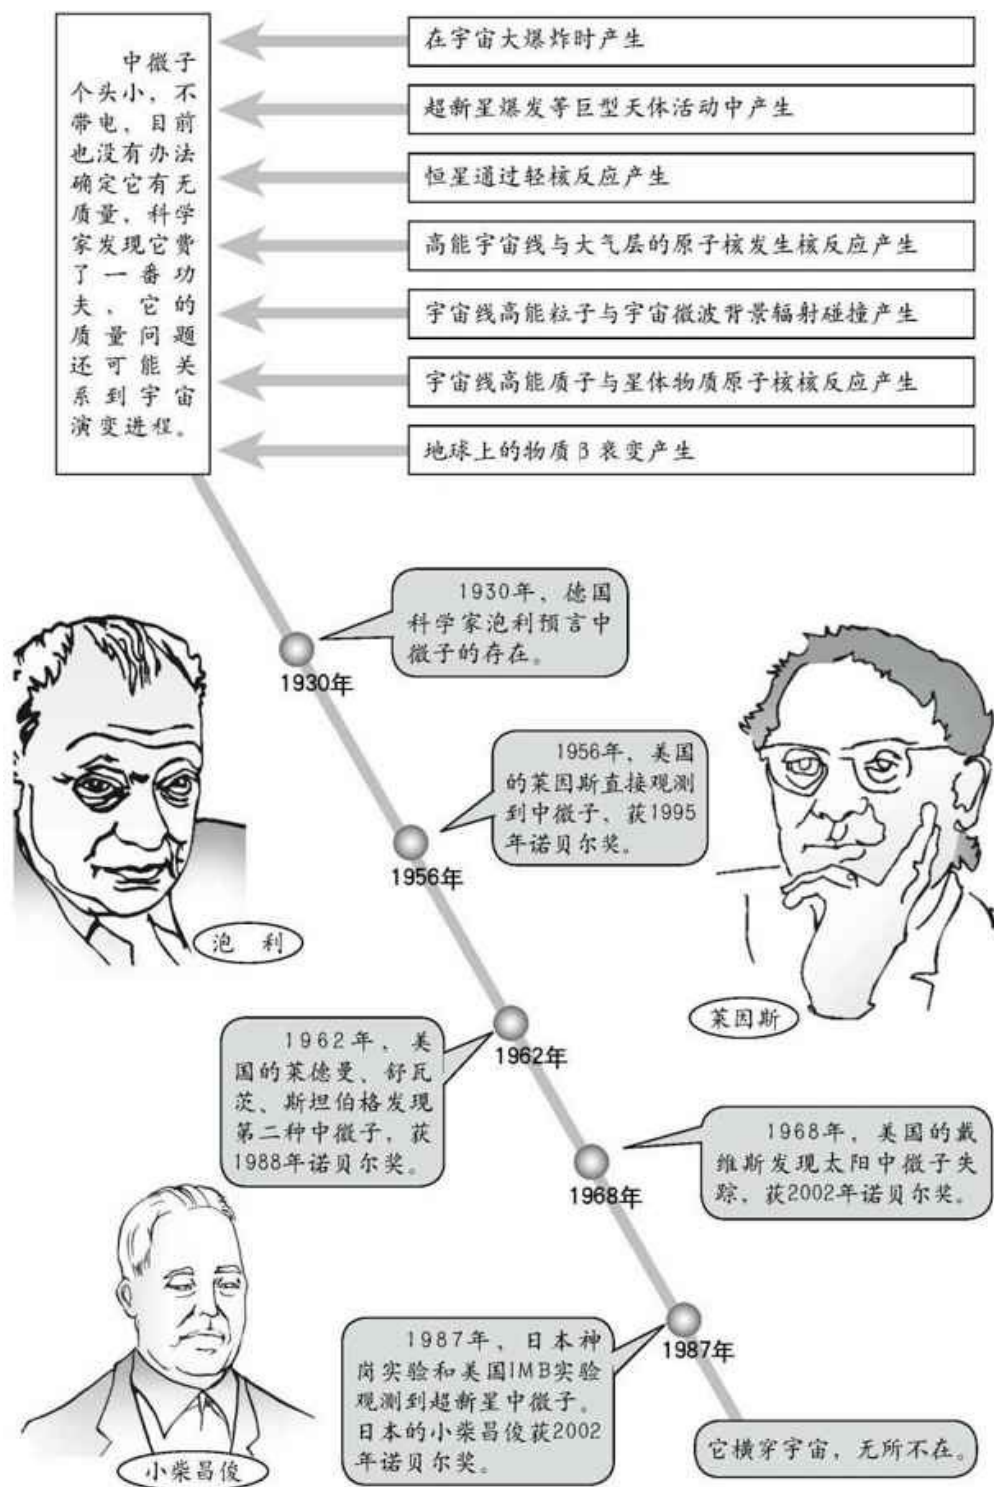 中微子
个头小，不
带电，目前
也没有办法
确定它有无
质量，科学
家发现它费
了一番功
夫，它的
质量问题
还可能关
系到宇宙
演变进程。
在宇宙大爆炸时产生
超新星爆发等巨型天体活动中产生
恒星通过轻核反应产生
高能宇宙线与大气层的原子核发生核反应产生
宇宙线高能粒子与宇宙微波背景辐射碰撞产生
宇宙线高能质子与星体物质原子核核反应产生
地球上的物质β衰变产生
1930年，德国
科学家泡利预言中
微子的存在。
1930年
1956年，美国
的莱因斯直接观测
到中微子，获1995
年诺贝尔奖。
1956年
泡 利
莱因斯
1962年，美
国的莱德曼、舒瓦
茨、斯坦伯格发现
第二种中微子，获
1988年诺贝尔奖。
1962年
1968年，美国的戴
维斯发现太阳中微子失
踪，获2002年诺贝尔奖。
1968年
1987年，日本神
岗实验和美国IMB实验
观测到超新星中微子。
日本的小柴昌俊获2002
年诺贝尔奖。
1987年
小柴昌俊
它横穿宇宙，无所不在。